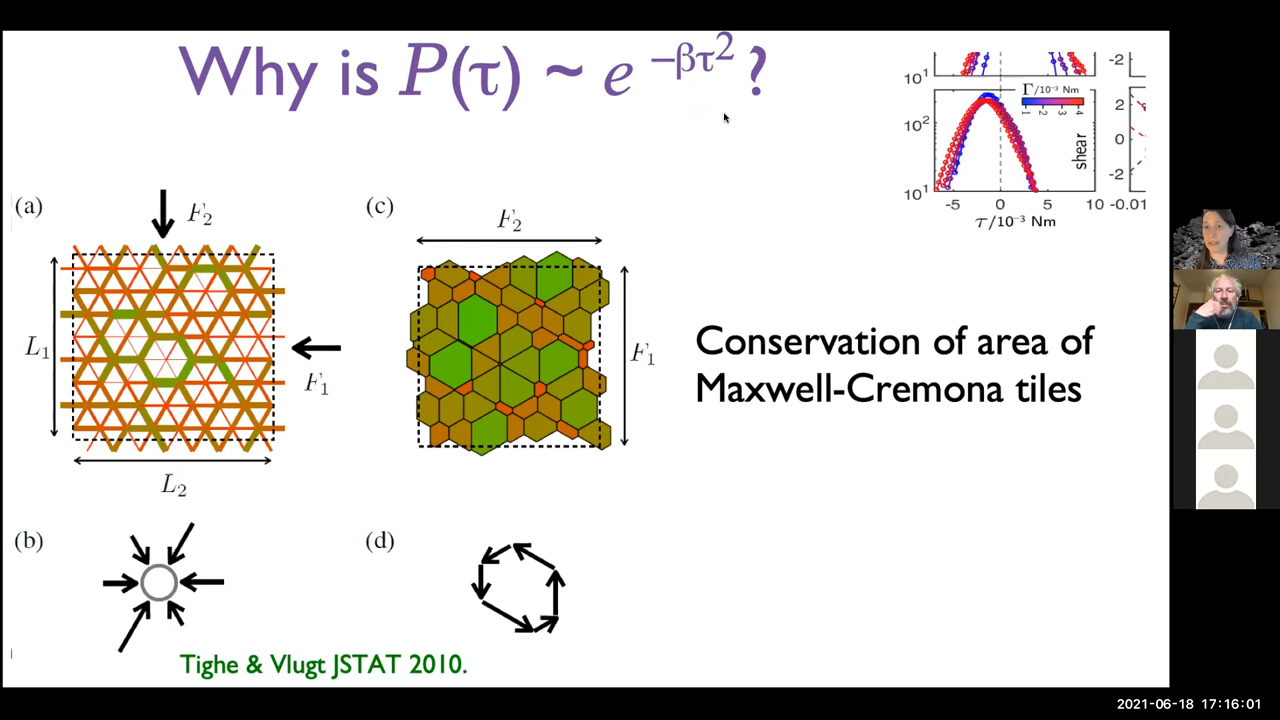 Why is P(τ) ~ e^{−βτ²} ?
10¹
10²
10¹
Γ/10⁻³ Nm
1 2 3 4
shear
-5 0 5 10
τ/10⁻³ Nm
-2
2
0
-2
-0.01
(a)
F₂
L₁
F₁
L₂
(c)
F₂
F₁
Conservation of area of
Maxwell-Cremona tiles
(b)
(d)
Tighe & Vlugt JSTAT 2010.
2021-06-18 17:16:01